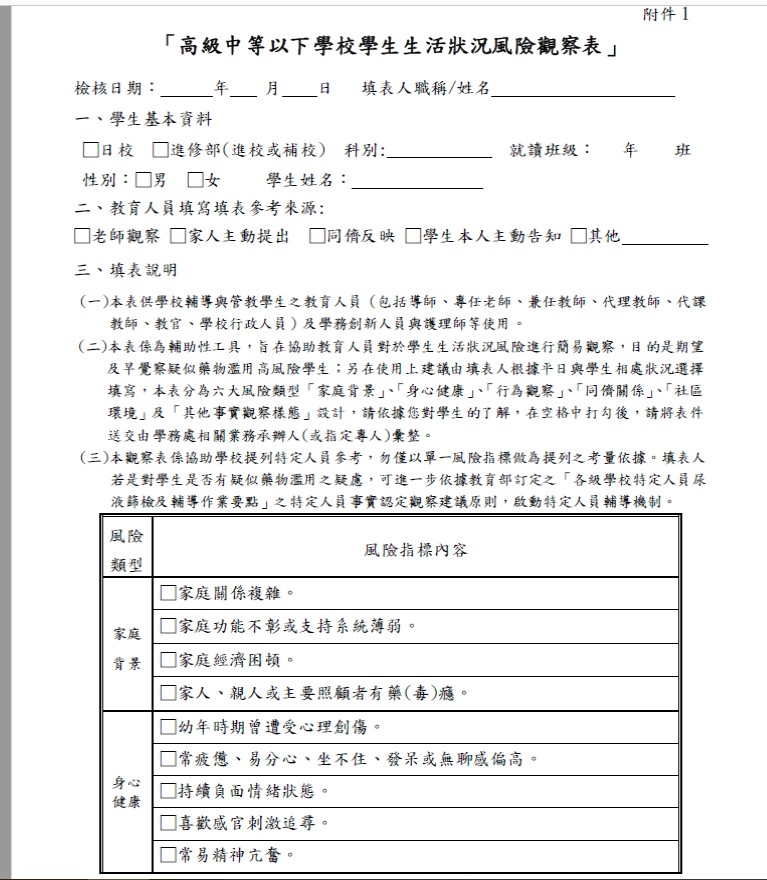 附件 1
「高級中等以下學校學生生活狀況風險觀察表」
檢核日期：______年___ 月____日 填表人職稱/姓名______________________
一、學生基本資料
□日校 □進修部(進校或補校) 科別:____________ 就讀班級： 年 班
性別：□男 □女 學生姓名：_______________
二、教育人員填寫填表參考來源:
□老師觀察 □家人主動提出 □同儕反映 □學生本人主動告知 □其他__________
三、填表說明
(一)本表供學校輔導與管教學生之教育人員（包括導師、專任老師、兼任教師、代理教師、代課
教師、教官、學校行政人員）及學務創新人員與護理師等使用。
(二)本表係為輔助性工具，旨在協助教育人員對於學生生活狀況風險進行簡易觀察，目的是期望
及早覺察疑似藥物濫用高風險學生；另在使用上建議由填表人根據平日與學生相處狀況選擇
填寫，本表分為六大風險類型「家庭背景」、「身心健康」、「行為觀察」、「同儕關係」、「社區
環境」及「其他事實觀察樣態」設計，請依據您對學生的了解，在空格中打勾後，請將表件
送交由學務處相關業務承辦人(或指定專人)彙整。
(三)本觀察表係協助學校提列特定人員參考，勿僅以單一風險指標做為提列之考量依據。填表人
若是對學生是否有疑似藥物濫用之疑慮，可進一步依據教育部訂定之「各級學校特定人員尿
液篩檢及輔導作業要點」之特定人員事實認定觀察建議原則，啟動特定人員輔導機制。
風險
類型
風險指標內容
家庭
背景
□家庭關係複雜。
□家庭功能不彰或支持系統薄弱。
□家庭經濟困頓。
□家人、親人或主要照顧者有藥(毒)癮。
身心
健康
□幼年時期曾遭受心理創傷。
□常疲憊、易分心、坐不住、發呆或無聊感偏高。
□持續負面情緒狀態。
□喜歡感官刺激追尋。
□常易精神亢奮。